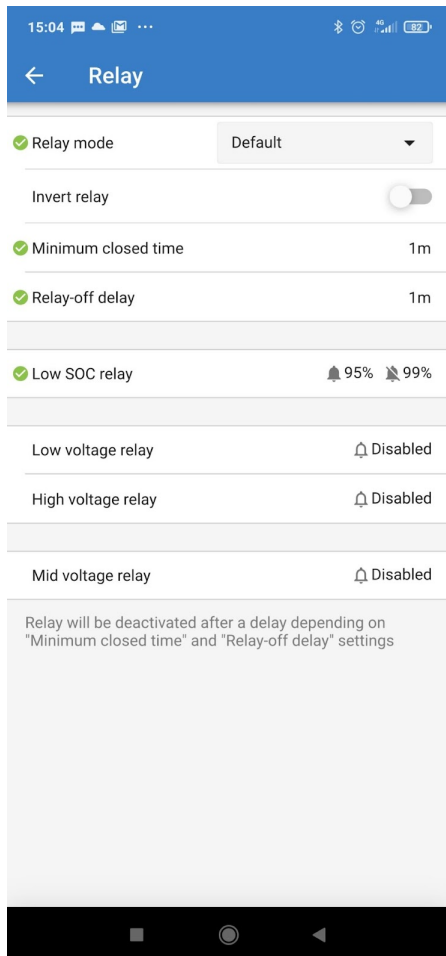 15:04 ... 4G 82
Relay
Relay mode Default
Invert relay
Minimum closed time 1m
Relay-off delay 1m
Low SOC relay 95% 99%
Low voltage relay Disabled
High voltage relay Disabled
Mid voltage relay Disabled
Relay will be deactivated after a delay depending on
"Minimum closed time" and "Relay-off delay" settings